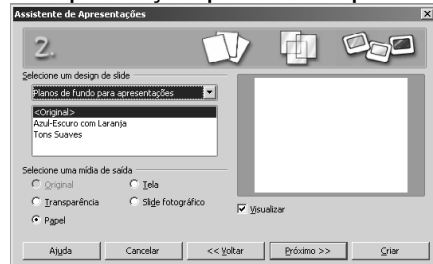 Assistente de Apresentações
2.
Selecione um design de slide
Planos de fundo para apresentações
<Original>
Azul-Escuro com Laranja
Tons Suaves
Selecione uma mídia de saída
Original
Tela
Transparência
Slide fotográfico
Papel
Visualizar
Ajuda
Cancelar
<< Voltar
Próximo >>
Criar